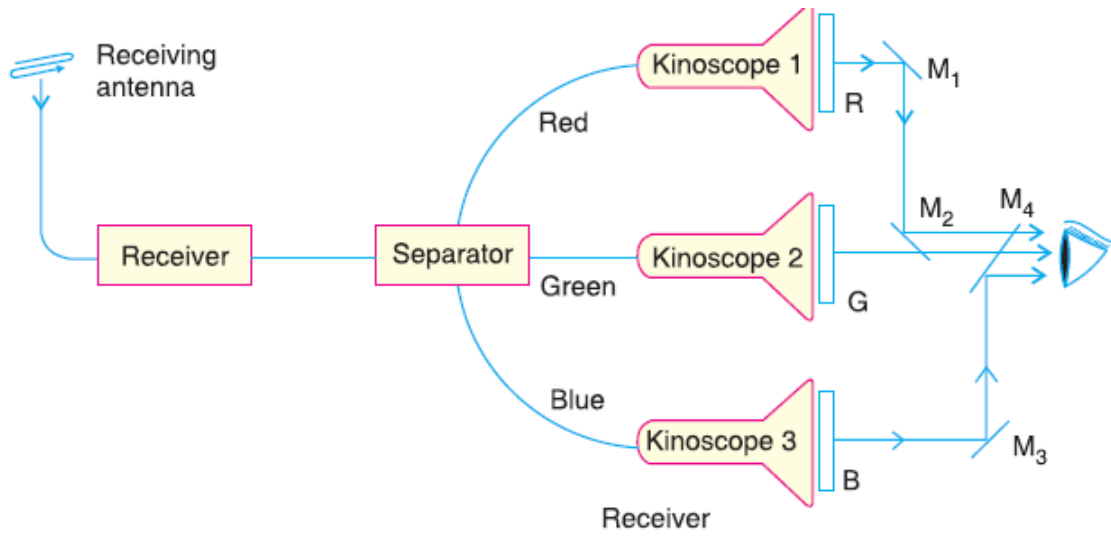 Receiving
antenna
Kinoscope 1
M1
R
Red
M2
M4
Receiver
Separator
Kinoscope 2
Green
G
Blue
Kinoscope 3
M3
B
Receiver